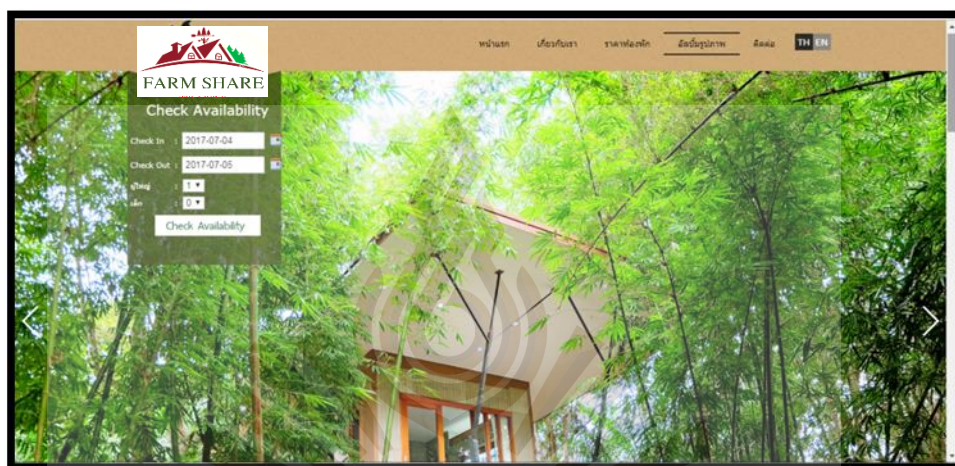 หน้าแรก เกี่ยวกับเรา ราคาห้องพัก อัลบั้มรูปภาพ ติดต่อ TH EN
FARM SHARE
Check Availability
Check In : 2017-07-04
Check Out : 2017-07-05
ผู้ใหญ่ : 1
เด็ก : 0
Check Availability